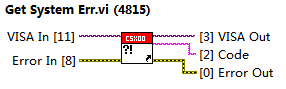 Get System Err.vi (4815)
VISA In [11]
Error In [8]
CSX00
?!
[3] VISA Out
[2] Code
[0] Error Out